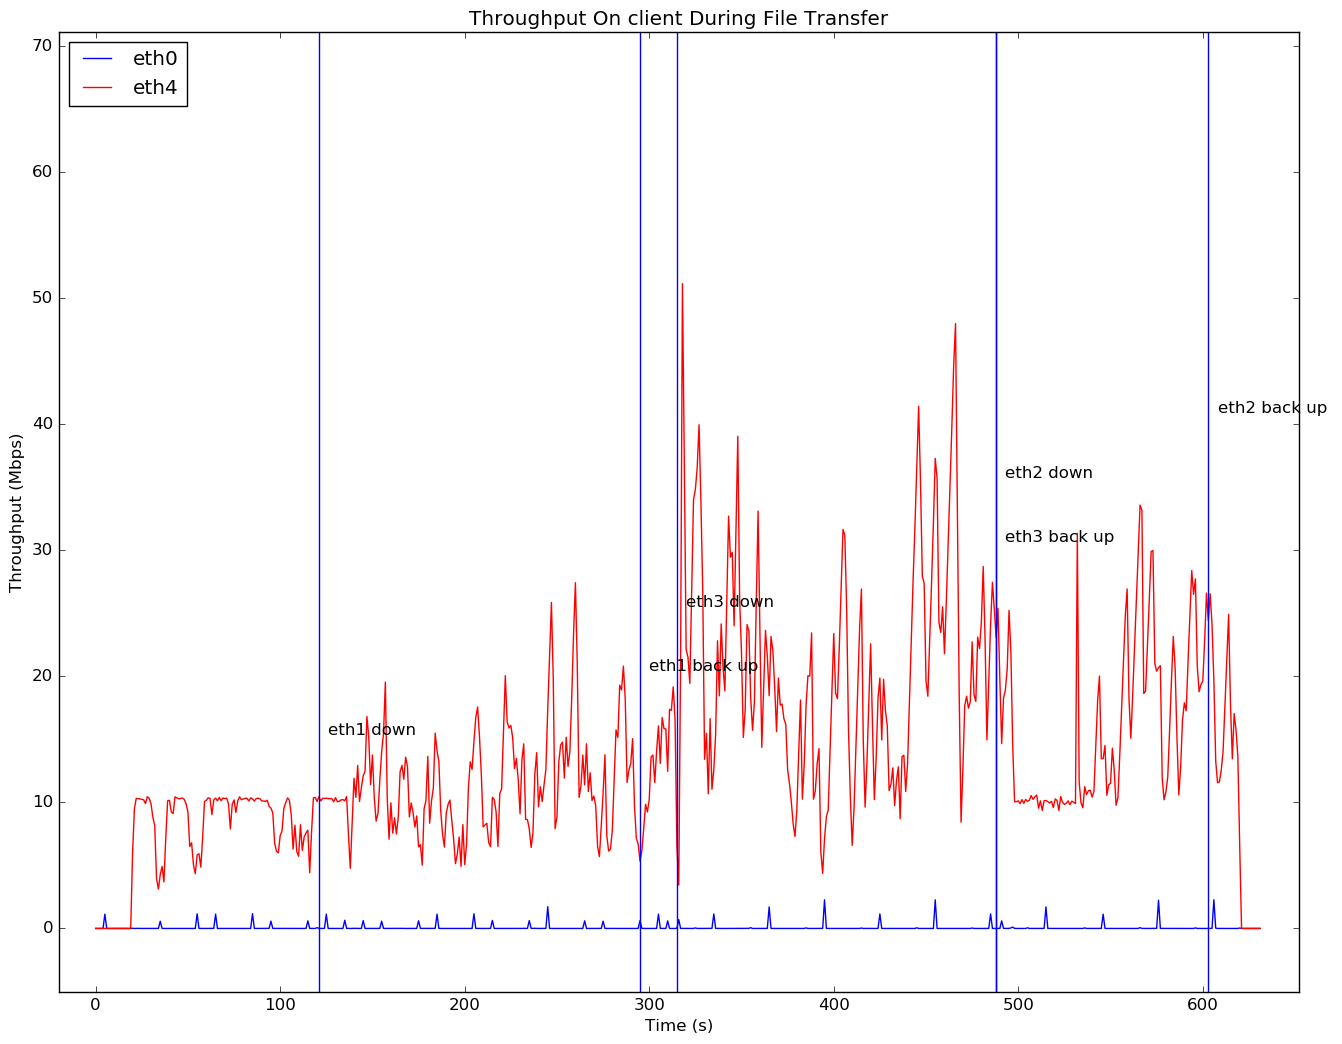 Throughput On client During File Transfer
eth0
eth4
70
60
50
40
30
20
10
0
Throughput (Mbps)
eth2 back up
eth2 down
eth3 back up
eth3 down
eth1 back up
eth1 down
0 100 200 300 400 500 600
Time (s)